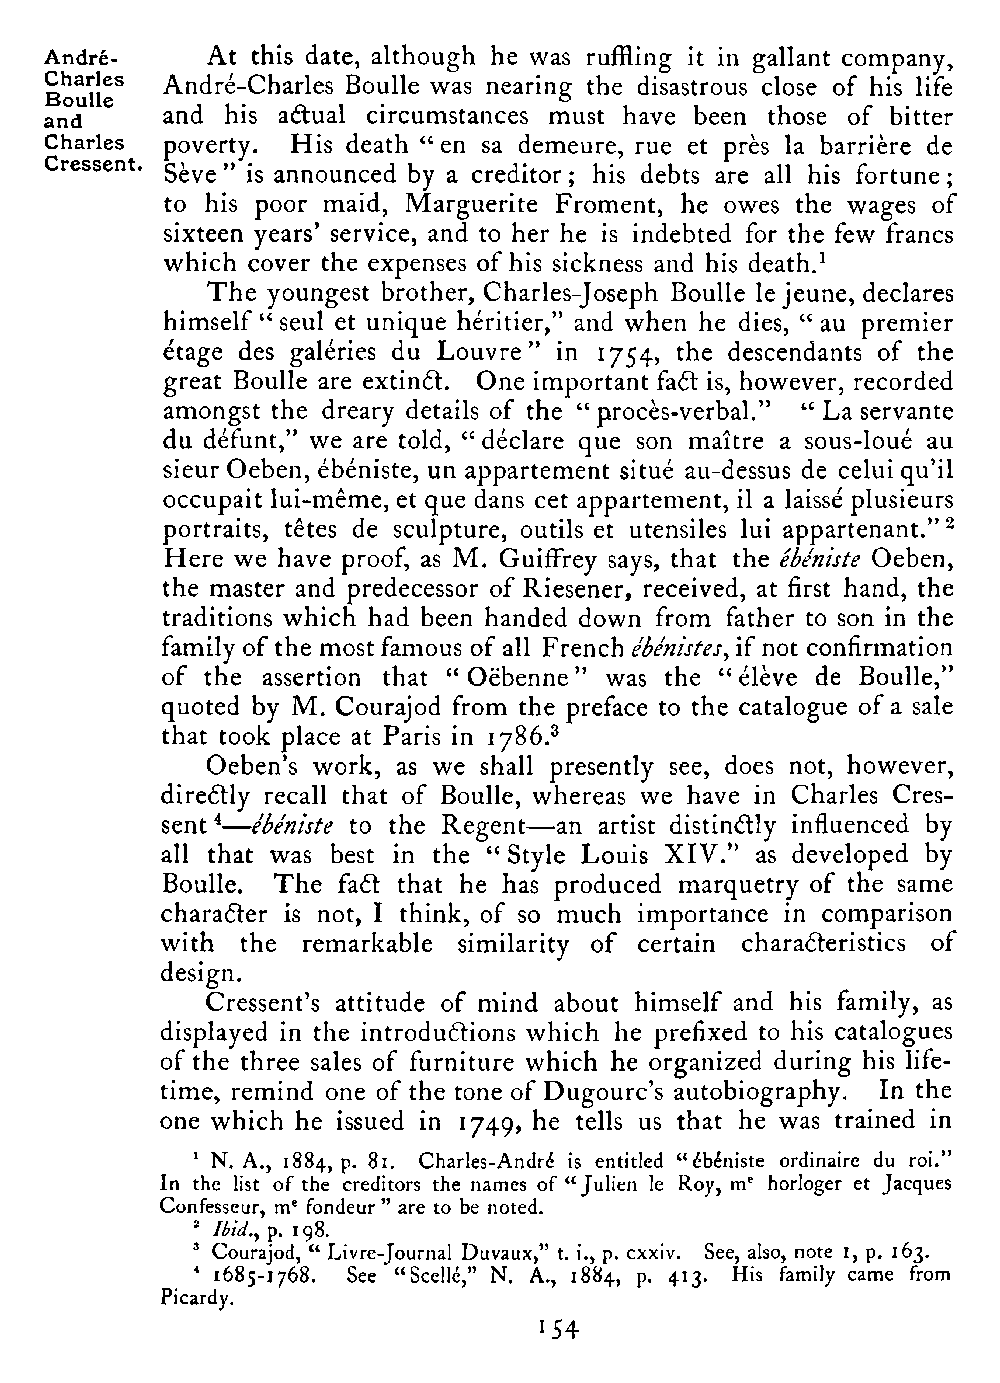 André-
Charles
Boulle
and
Charles
Cressent.
At this date, although he was ruffling it in gallant company,
André-Charles Boulle was nearing the disastrous close of his life
and his actual circumstances must have been those of bitter
poverty. His death “en sa demeure, rue et près la barrière de
Sève” is announced by a creditor; his debts are all his fortune;
to his poor maid, Marguerite Froment, he owes the wages of
sixteen years’ service, and to her he is indebted for the few francs
which cover the expenses of his sickness and his death.¹
The youngest brother, Charles-Joseph Boulle le jeune, declares
himself “seul et unique héritier,” and when he dies, “au premier
étage des galéries du Louvre” in 1754, the descendants of the
great Boulle are extinct. One important fact is, however, recorded
amongst the dreary details of the “procès-verbal.” “La servante
du défunt,” we are told, “déclare que son maître a sous-loué au
sieur Oeben, ébéniste, un appartement situé au-dessus de celui qu’il
occupait lui-même, et que dans cet appartement, il a laissé plusieurs
portraits, têtes de sculpture, outils et utensiles lui appartenant.”²
Here we have proof, as M. Guiffrey says, that the ébéniste Oeben,
the master and predecessor of Riesener, received, at first hand, the
traditions which had been handed down from father to son in the
family of the most famous of all French ébénistes, if not confirmation
of the assertion that “Oëbenne” was the “élève de Boulle,”
quoted by M. Courajod from the preface to the catalogue of a sale
that took place at Paris in 1786.³
Oeben’s work, as we shall presently see, does not, however,
directly recall that of Boulle, whereas we have in Charles Cres-
sent⁴—ébéniste to the Regent—an artist distinctly influenced by
all that was best in the “Style Louis XIV.” as developed by
Boulle. The fact that he has produced marquetry of the same
character is not, I think, of so much importance in comparison
with the remarkable similarity of certain characteristics of
design.
Cressent’s attitude of mind about himself and his family, as
displayed in the introductions which he prefixed to his catalogues
of the three sales of furniture which he organized during his life-
time, remind one of the tone of Dugourc’s autobiography. In the
one which he issued in 1749, he tells us that he was trained in
¹ N. A., 1884, p. 81. Charles-André is entitled “ébéniste ordinaire du roi.”
In the list of the creditors the names of “Julien le Roy, mᵉ horloger et Jacques
Confesseur, mᵉ fondeur” are to be noted.
² Ibid., p. 198.
³ Courajod, “Livre-Journal Duvaux,” t. i., p. cxxiv. See, also, note 1, p. 163.
⁴ 1685-1768. See “Scellé,” N. A., 1884, p. 413. His family came from
Picardy.
154